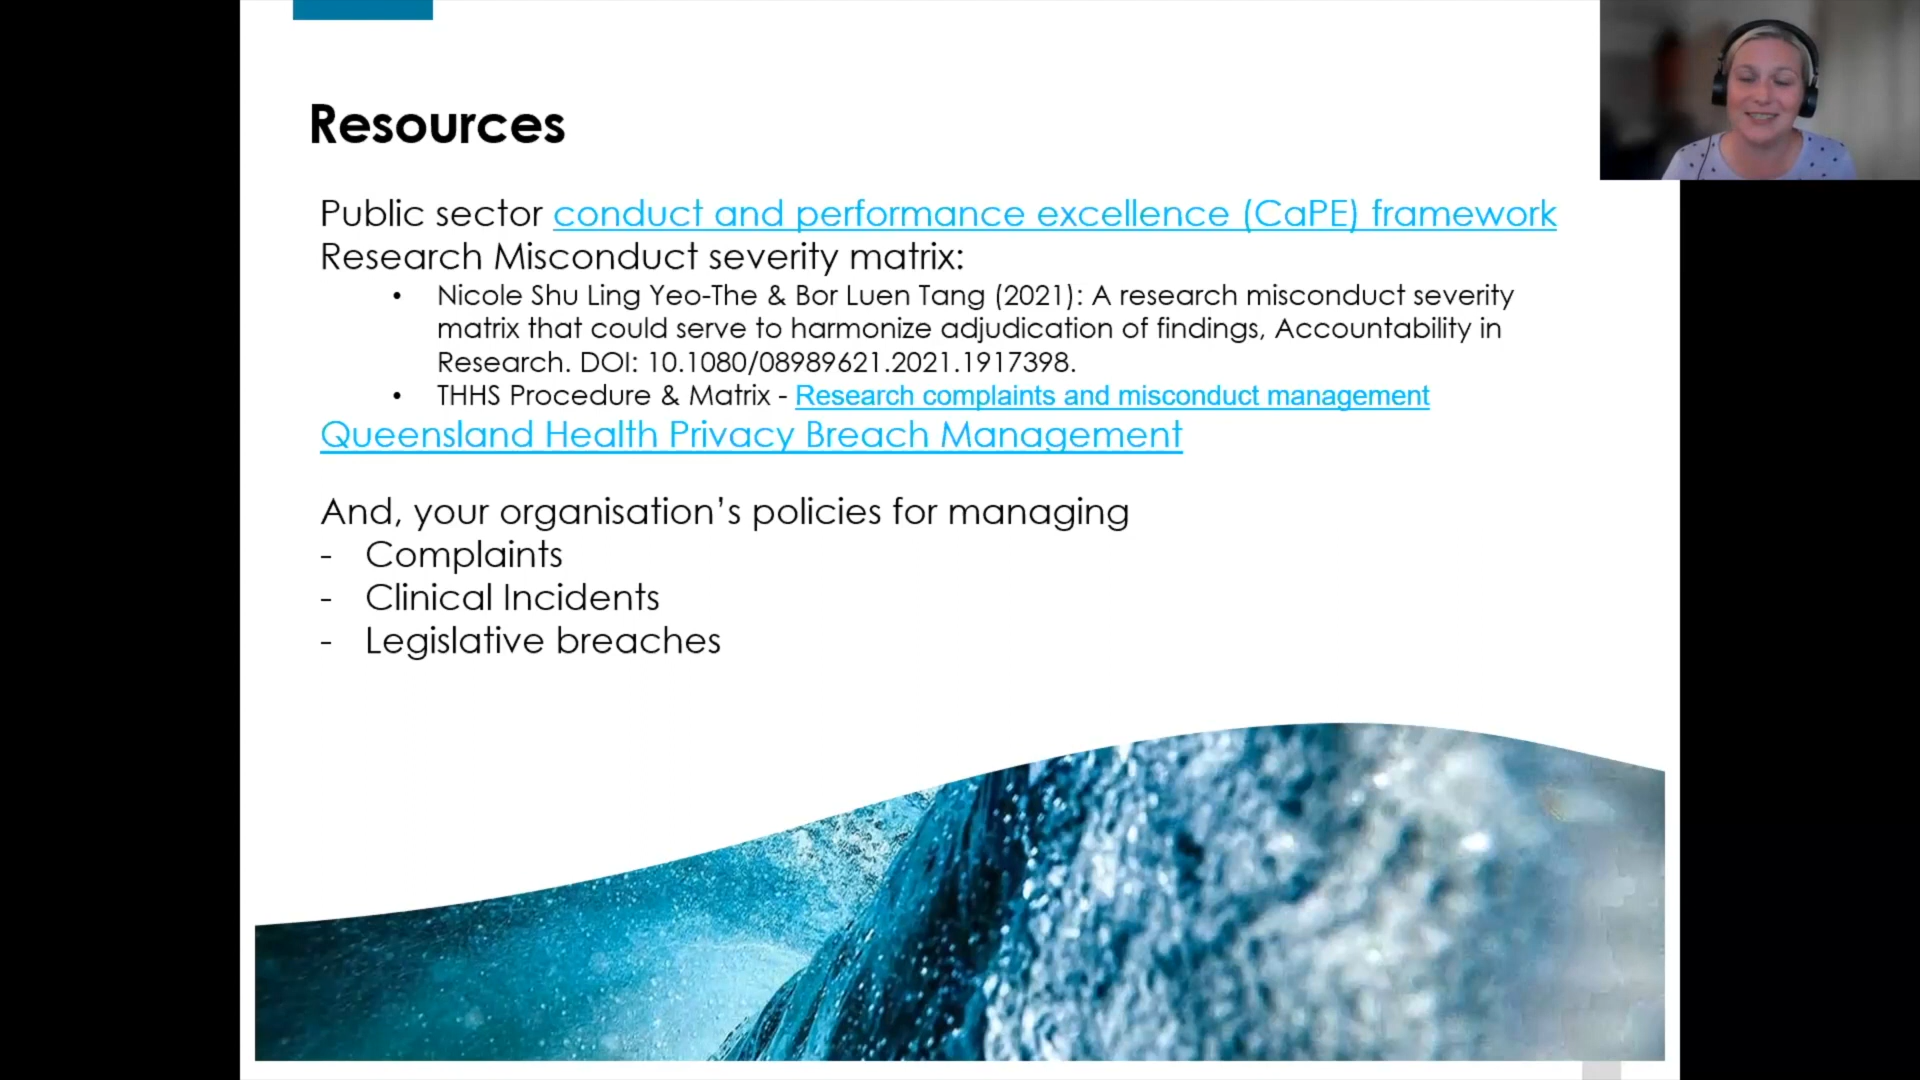 Resources
Public sector conduct and performance excellence (CaPE) framework
Research Misconduct severity matrix:
• Nicole Shu Ling Yeo-The & Bor Luen Tang (2021): A research misconduct severity
matrix that could serve to harmonize adjudication of findings, Accountability in
Research. DOI: 10.1080/08989621.2021.1917398.
• THHS Procedure & Matrix - Research complaints and misconduct management
Queensland Health Privacy Breach Management
And, your organisation’s policies for managing
- Complaints
- Clinical Incidents
- Legislative breaches